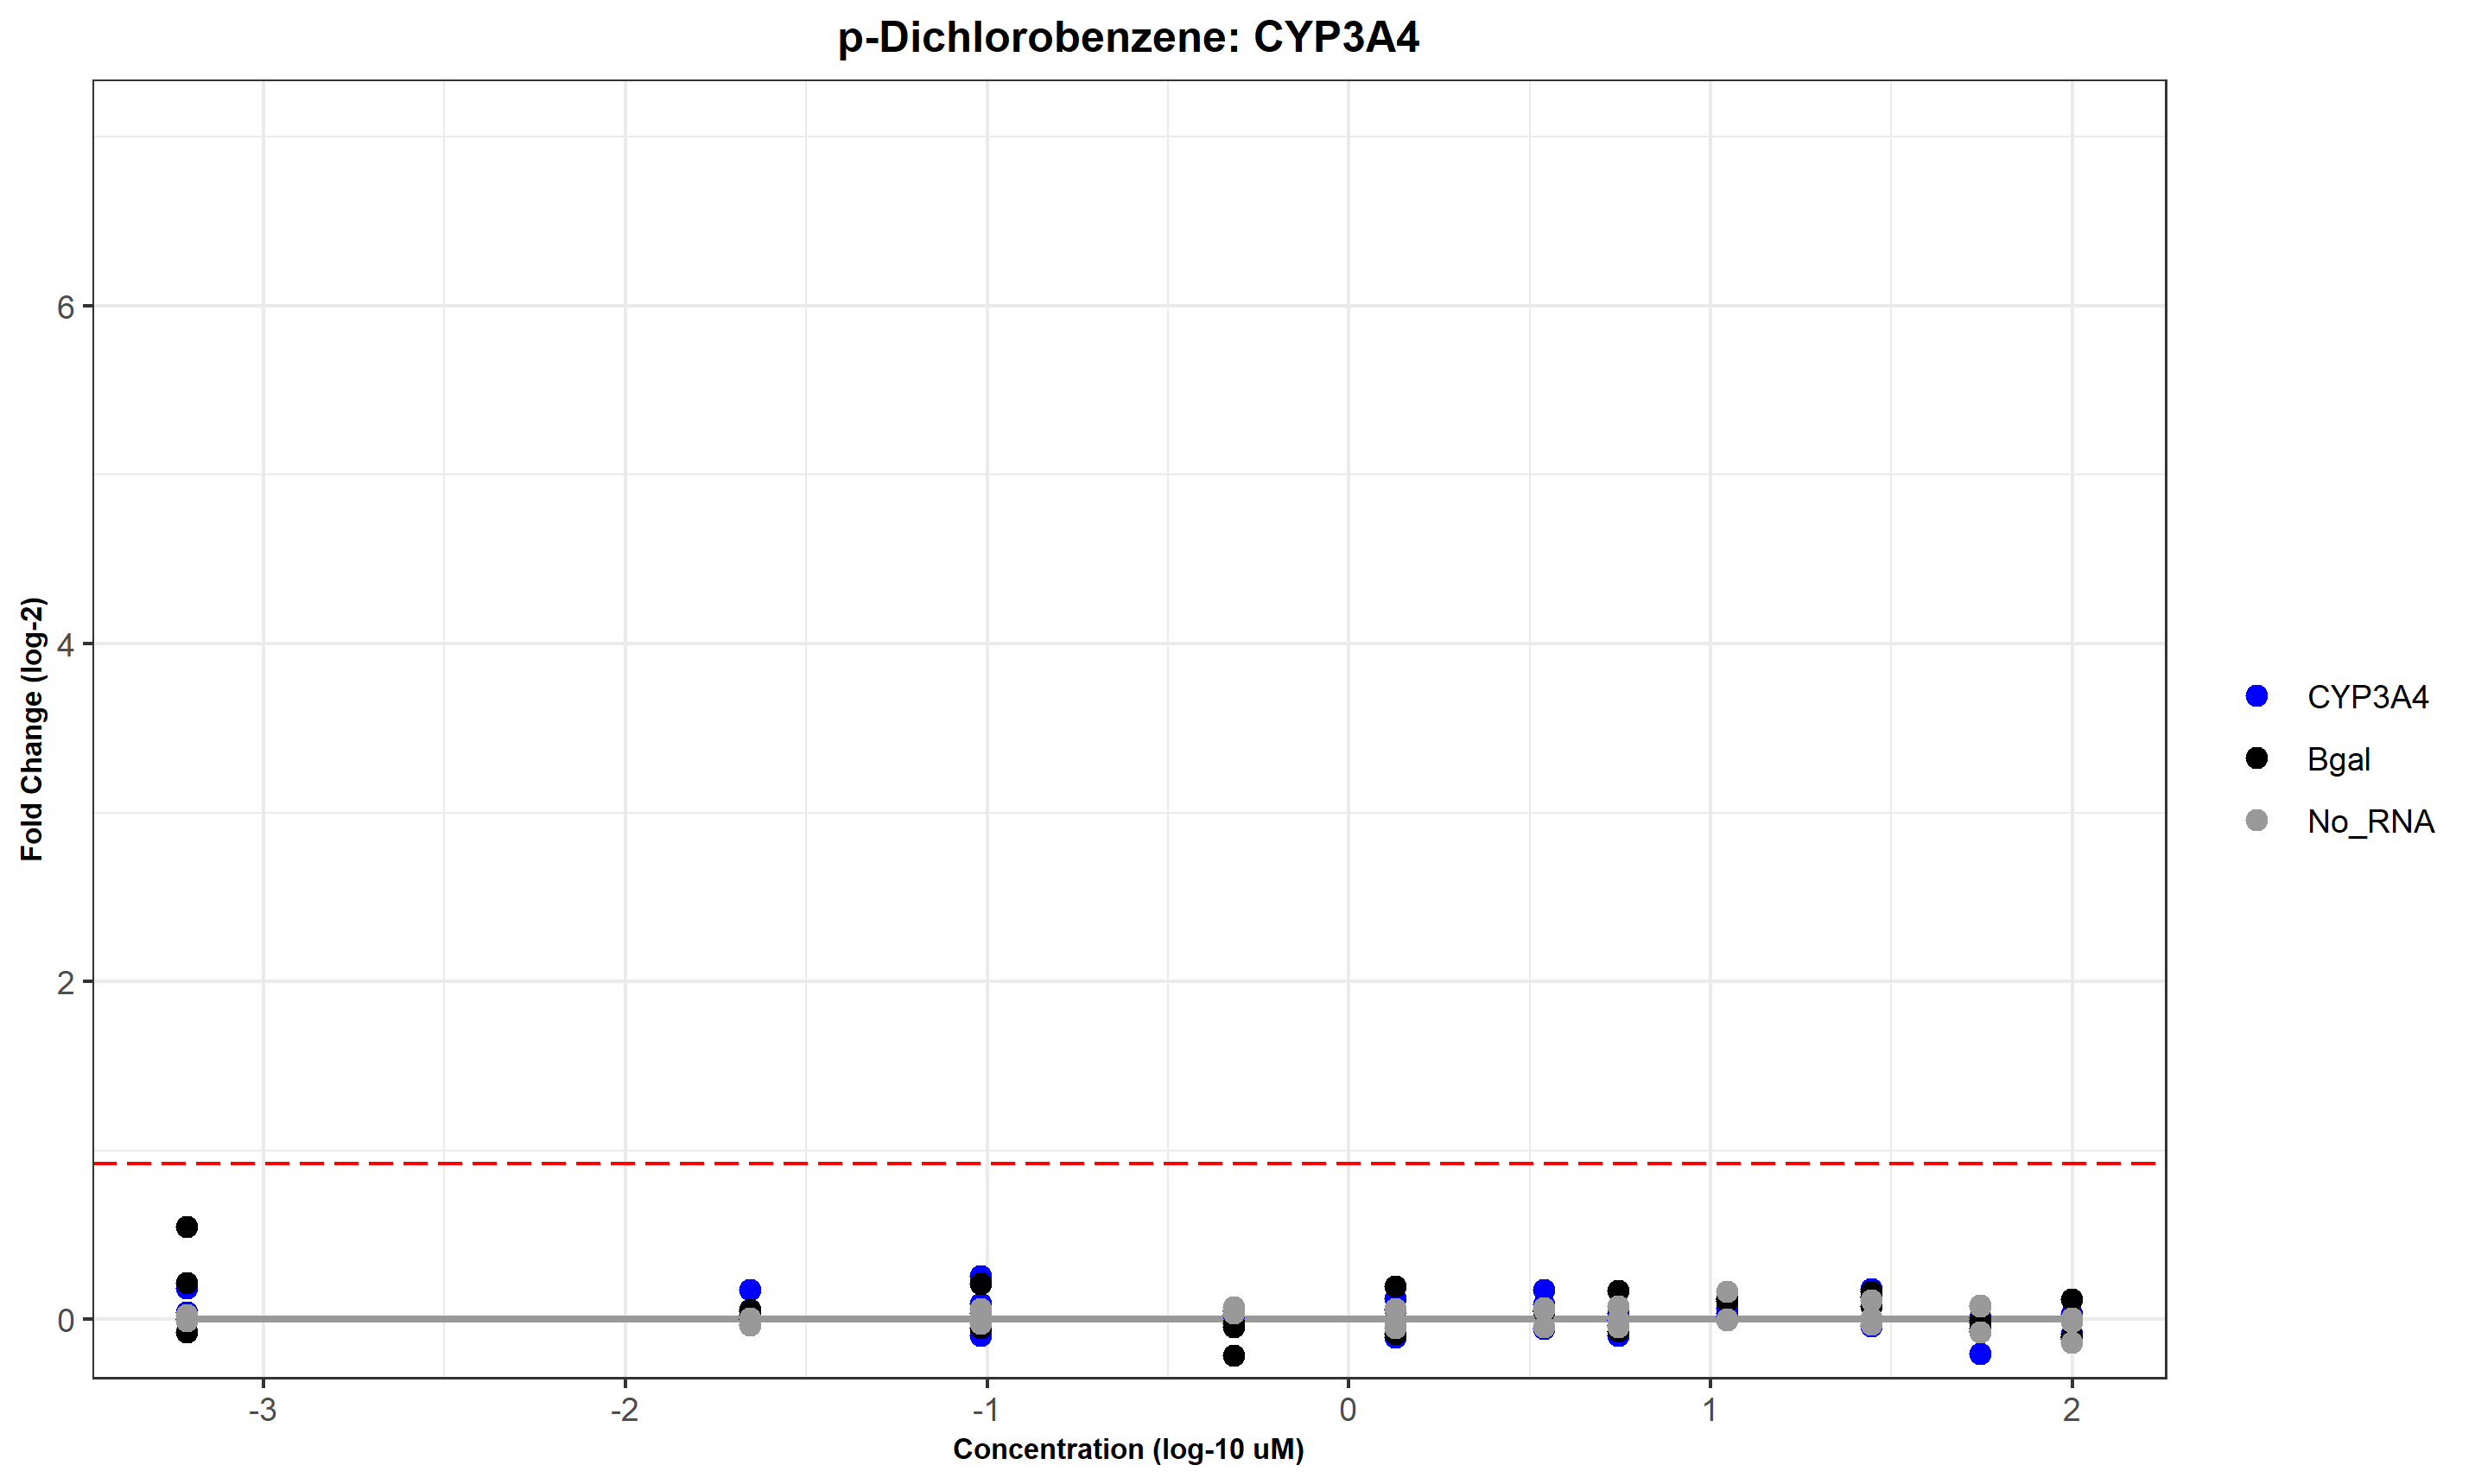 p-Dichlorobenzene: CYP3A4
Fold Change (log-2)
6
4
2
0
-3
-2
-1
0
1
2
Concentration (log-10 uM)
CYP3A4
Bgal
No_RNA